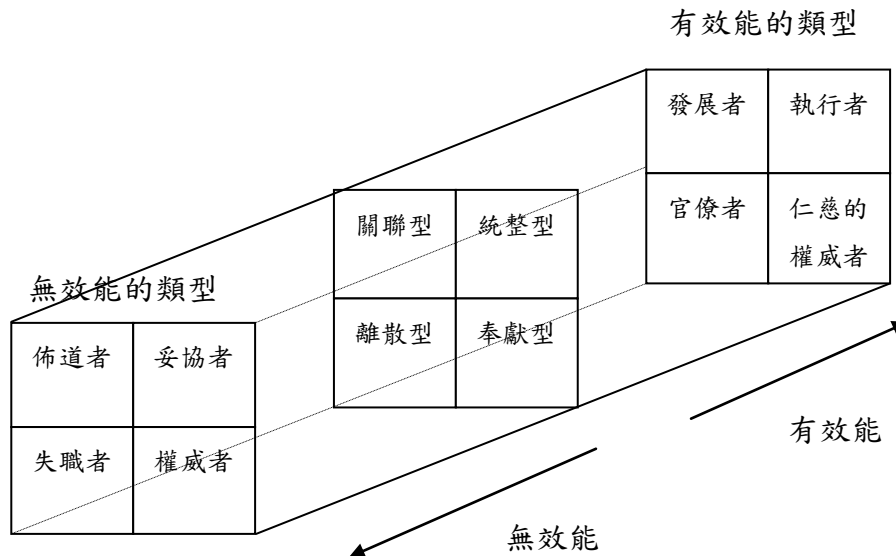 有效能的類型
發展者 執行者
官僚者 仁慈的
權威者
關聯型 統整型
離散型 奉獻型
無效能的類型
佈道者 妥協者
失職者 權威者
有效能
無效能